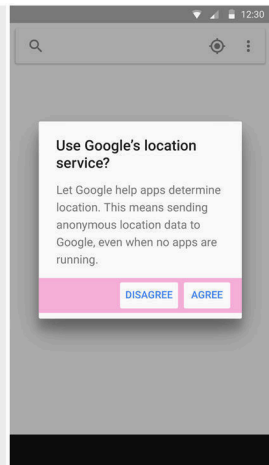 12:30
Use Google's location
service?
Let Google help apps determine
location. This means sending
anonymous location data to
Google, even when no apps are
running.
DISAGREE AGREE